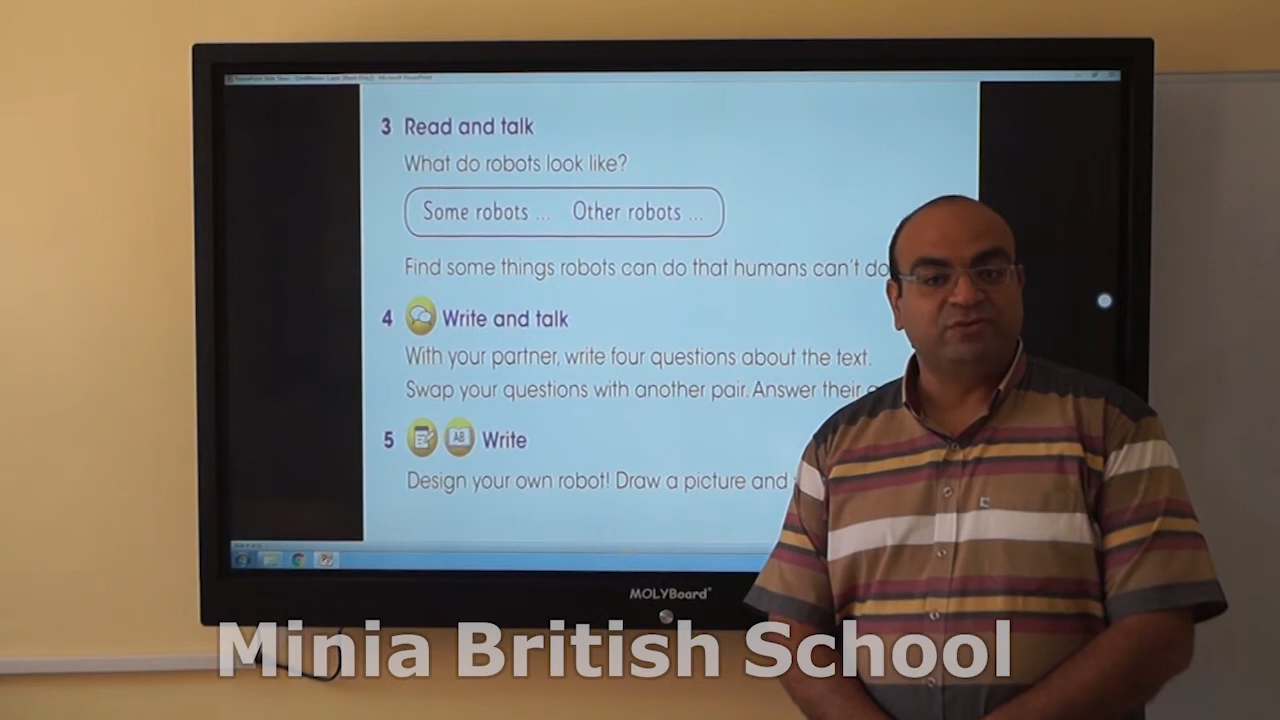 3 Read and talk
What do robots look like?
Some robots ... Other robots ...
Find some things robots can do that humans can't do
4 Write and talk
With your partner, write four questions about the text.
Swap your questions with another pair. Answer their
5 AB Write
Design your own robot! Draw a picture and
MOLYBoard
Minia British School